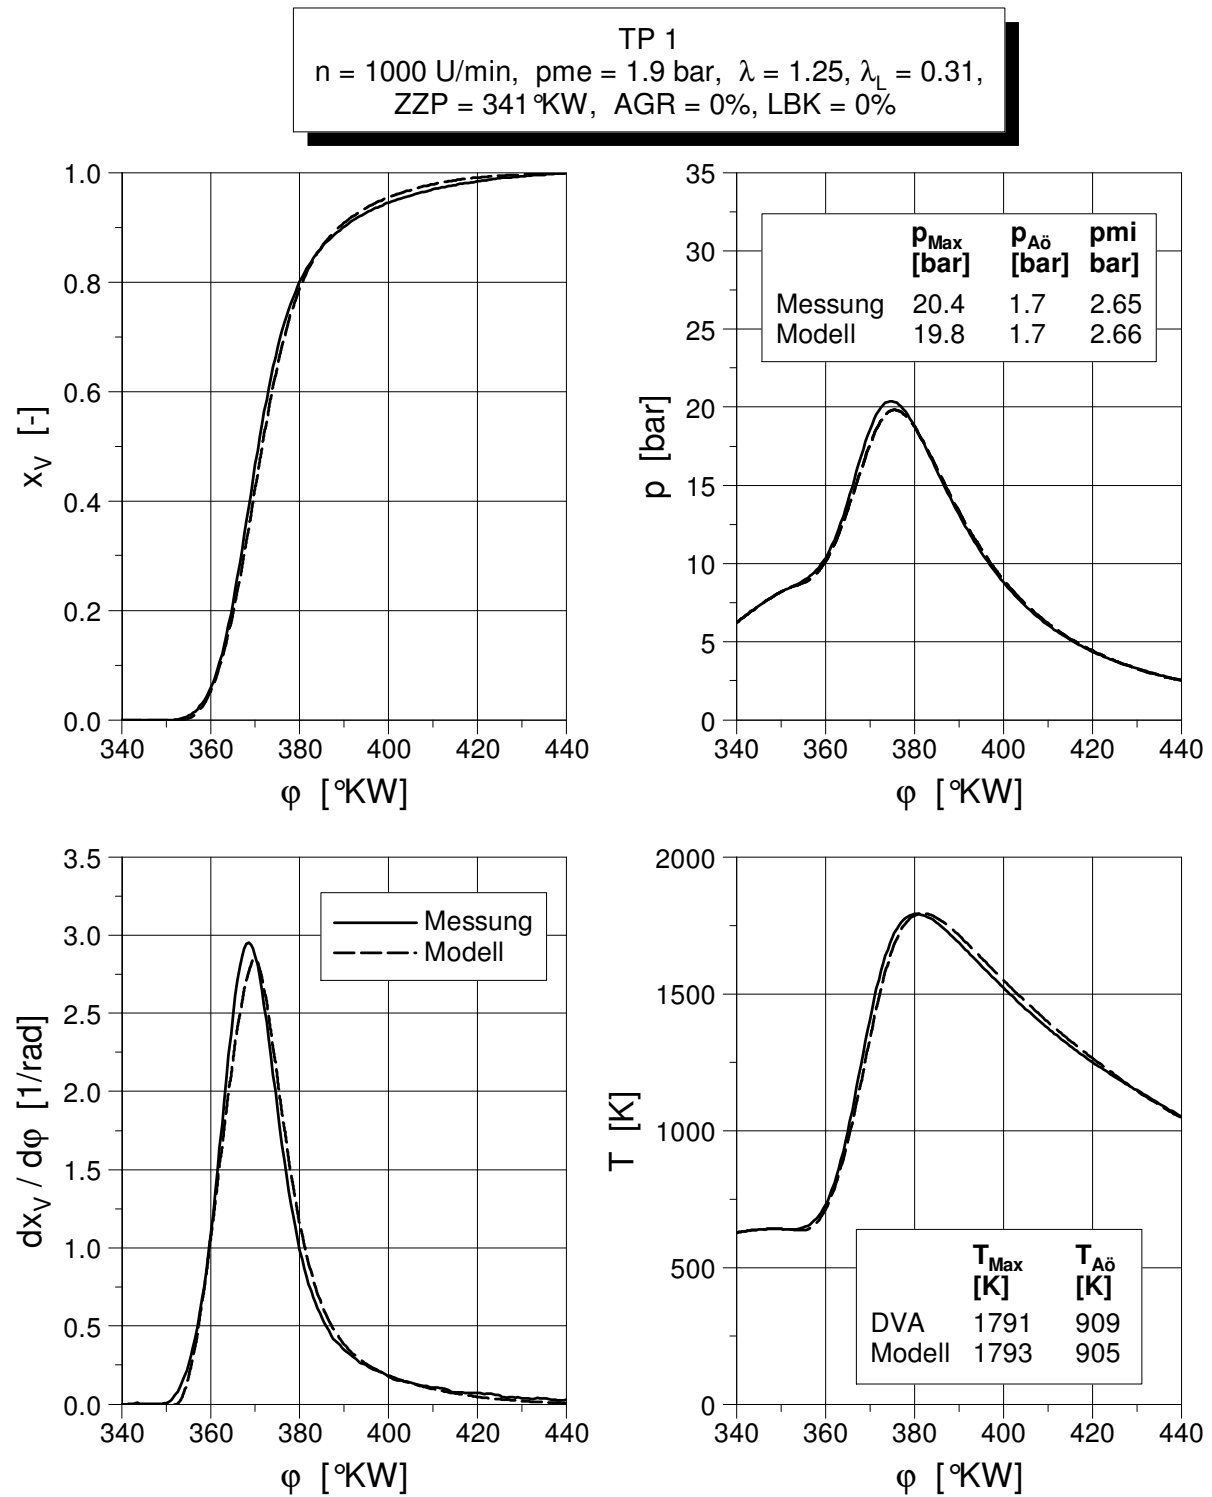 TP 1
n = 1000 U/min, pme = 1.9 bar, λ = 1.25, λL = 0.31,
ZZP = 341°KW, AGR = 0%, LBK = 0%
1.0
0.8
0.6
0.4
0.2
0.0
xV [-]
340 360 380 400 420 440
φ [°KW]
35
30
25
20
15
10
5
0
p [bar]
pMax pAö pmi
[bar] [bar] bar]
Messung 20.4 1.7 2.65
Modell 19.8 1.7 2.66
340 360 380 400 420 440
φ [°KW]
3.5
3.0
2.5
2.0
1.5
1.0
0.5
0.0
dxV / dφ [1/rad]
Messung
Modell
340 360 380 400 420 440
φ [°KW]
2000
1500
1000
500
0
T [K]
TMax TAö
[K] [K]
DVA 1791 909
Modell 1793 905
340 360 380 400 420 440
φ [°KW]